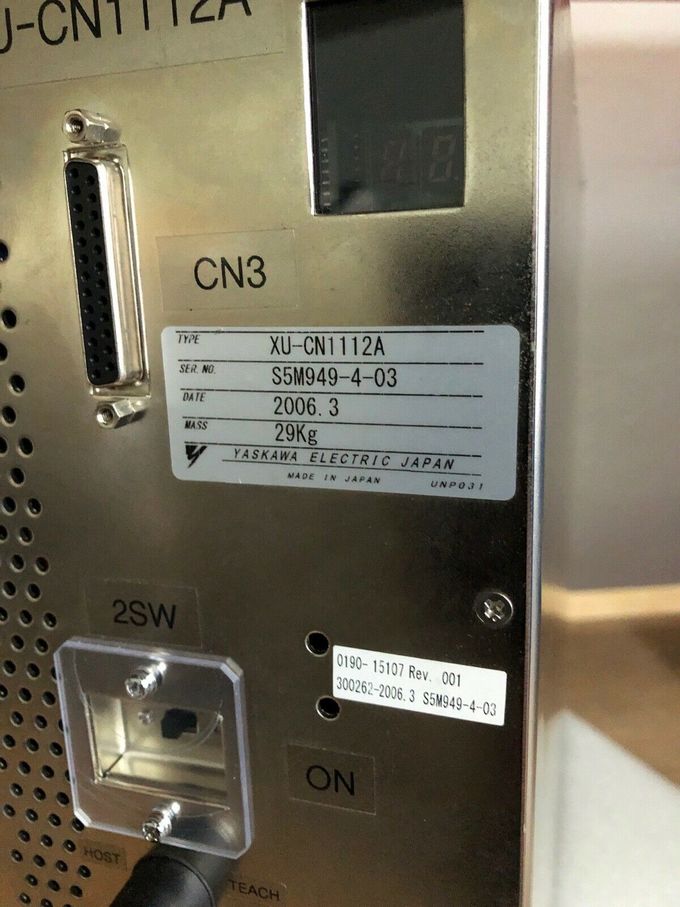 U-CN1112A
CN3
TYPE XU-CN1112A
SER. NO. S5M949-4-03
DATE 2006.3
MASS 29Kg
YASKAWA ELECTRIC JAPAN
MADE IN JAPAN UNP031
2SW
0190- 15107 Rev. 001
300262-2006.3 S5M949-4-03
ON
HOST
TEACH